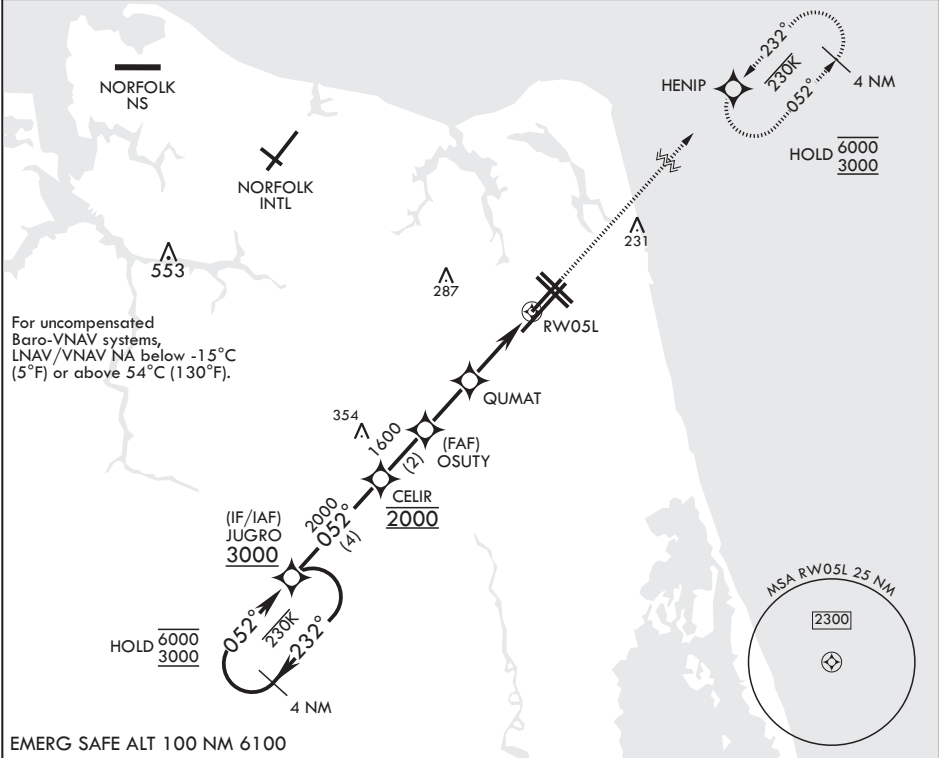 NORFOLK
NS
NORFOLK
INTL
HENIP
232°
230K
052°
4 NM
HOLD 6000
3000
231
553
287
RW05L
For uncompensated
Baro-VNAV systems,
LNAV/VNAV NA below -15°C
(5°F) or above 54°C (130°F).
QUMAT
354
1600
(2)
(FAF)
OSUTY
CELIR
2000
2000
052°
(4)
(IF/IAF)
JUGRO
3000
052°
230K
232°
HOLD 6000
3000
4 NM
MSA RW05L 25 NM
2300
EMERG SAFE ALT 100 NM 6100